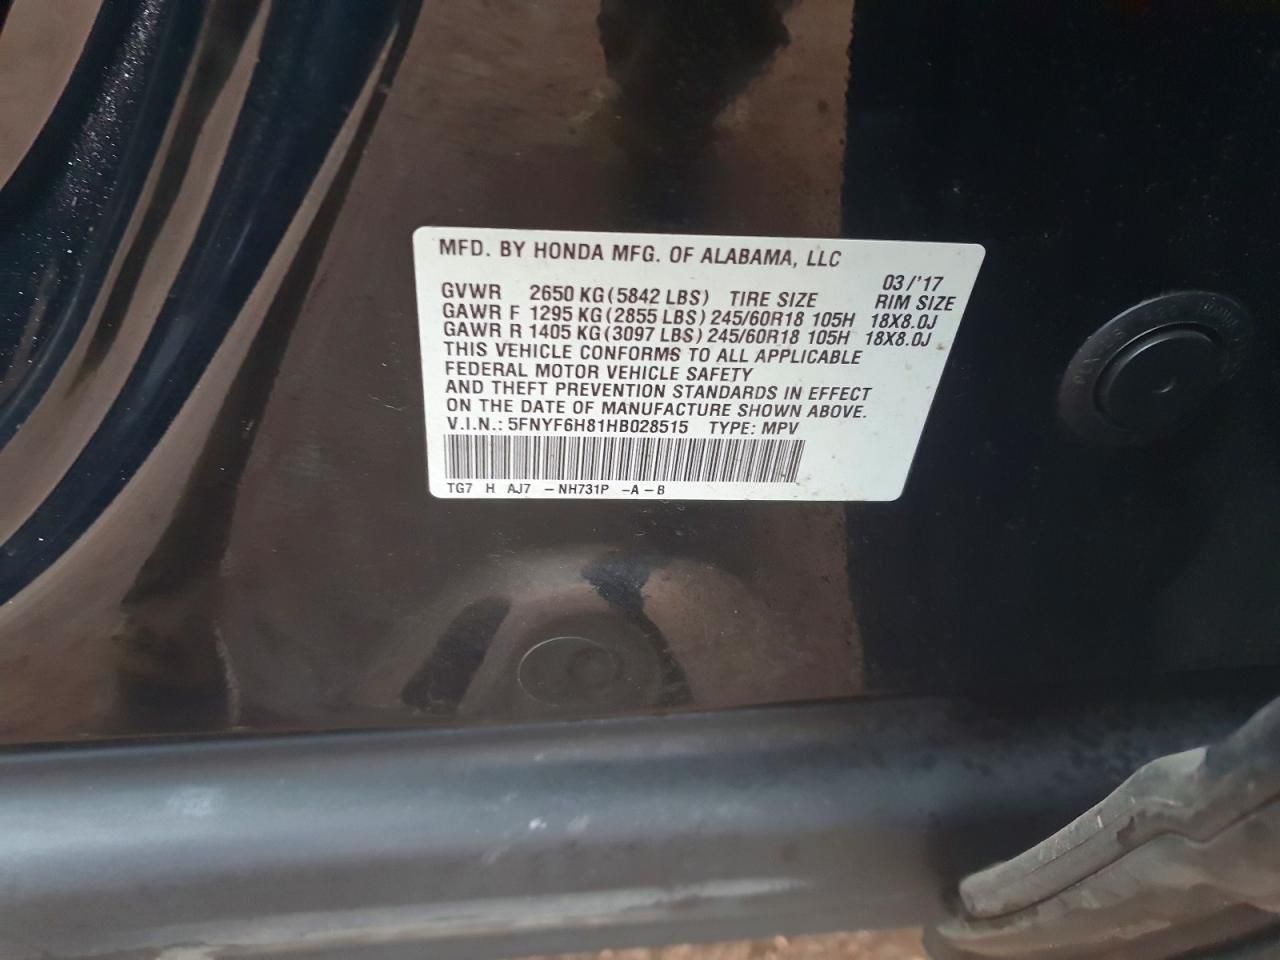 MFD. BY HONDA MFG. OF ALABAMA, LLC
03/'17
GVWR 2650 KG(5842 LBS) TIRE SIZE RIM SIZE
GAWR F 1295 KG(2855 LBS) 245/60R18 105H 18X8.0J
GAWR R 1405 KG(3097 LBS) 245/60R18 105H 18X8.0J
THIS VEHICLE CONFORMS TO ALL APPLICABLE
FEDERAL MOTOR VEHICLE SAFETY
AND THEFT PREVENTION STANDARDS IN EFFECT
ON THE DATE OF MANUFACTURE SHOWN ABOVE.
V.I.N.: 5FNYF6H81HB028515 TYPE: MPV
TG7 H AJ7 -NH731P -A-B